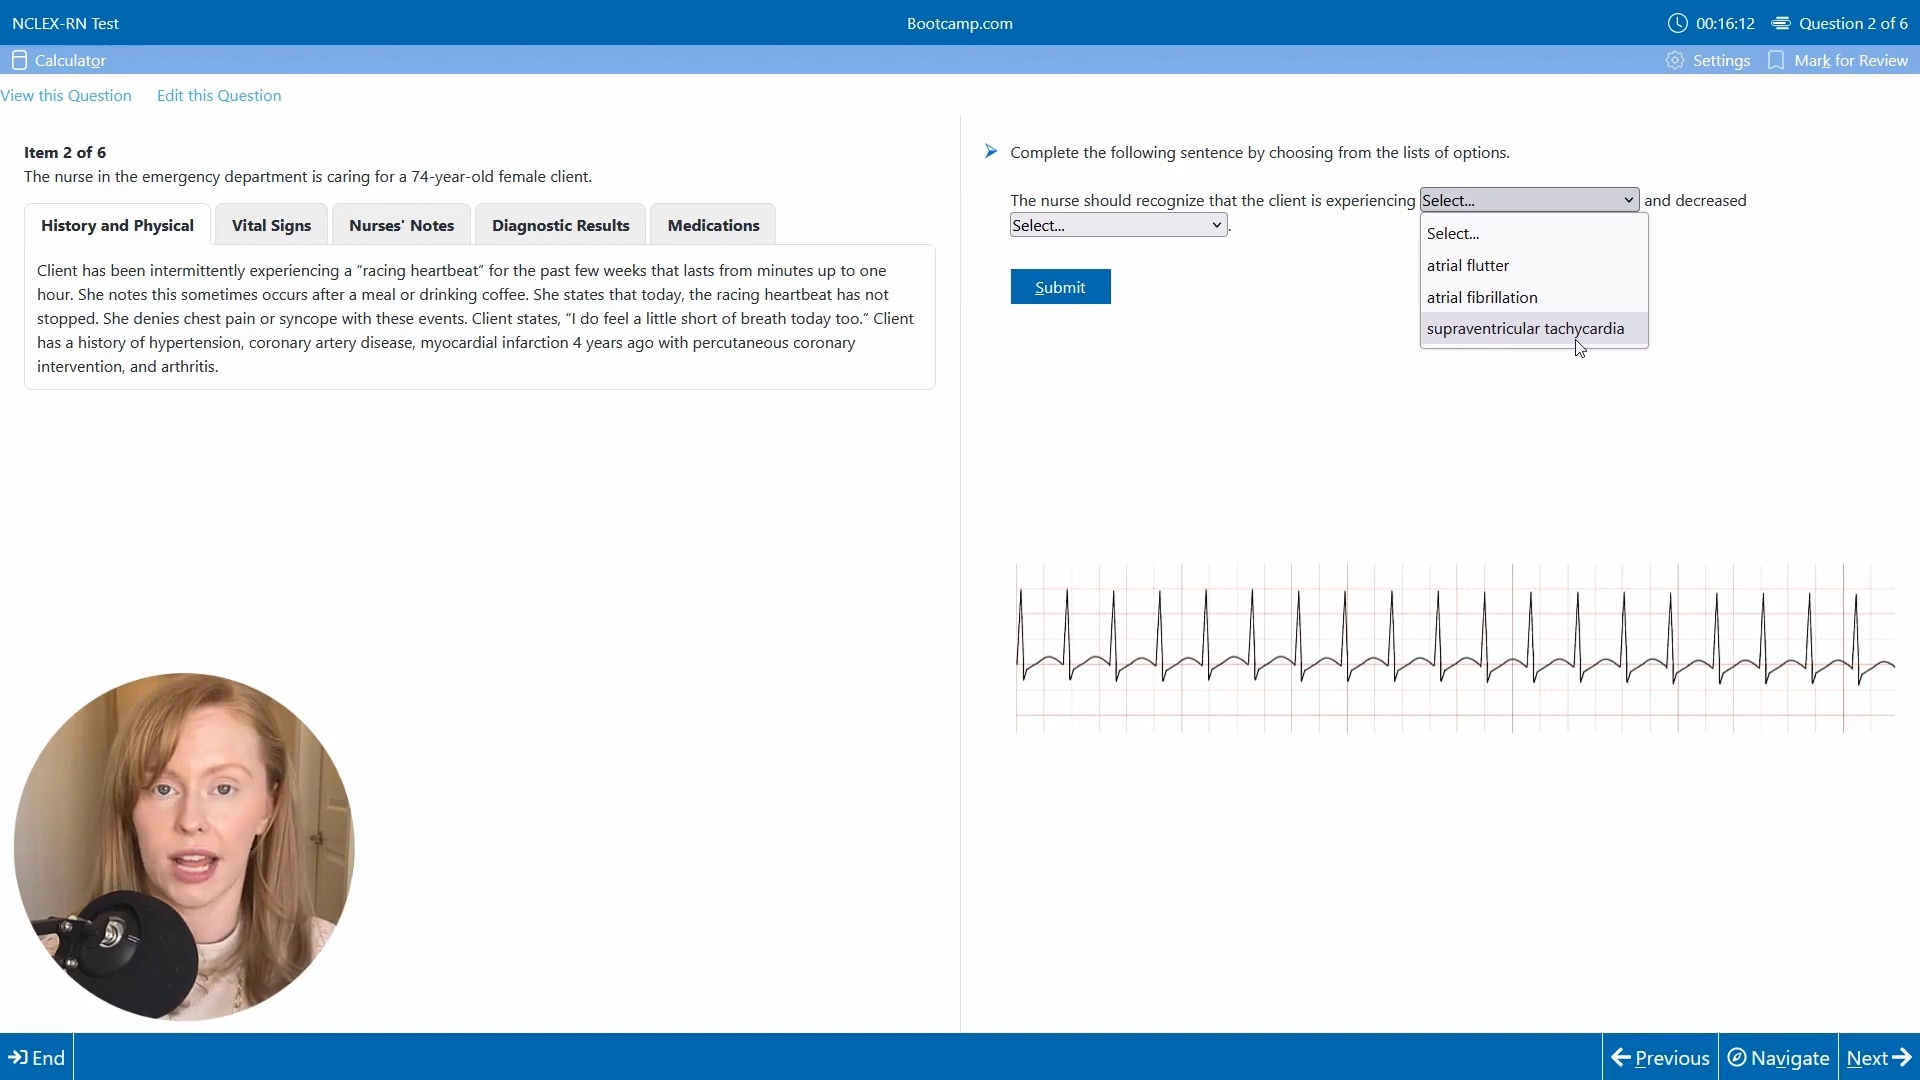 NCLEX-RN Test
Bootcamp.com
00:16:12
Question 2 of 6
Calculator
Settings
Mark for Review
View this Question
Edit this Question
Item 2 of 6
The nurse in the emergency department is caring for a 74-year-old female client.
History and Physical
Vital Signs
Nurses' Notes
Diagnostic Results
Medications
Client has been intermittently experiencing a “racing heartbeat” for the past few weeks that lasts from minutes up to one
hour. She notes this sometimes occurs after a meal or drinking coffee. She states that today, the racing heartbeat has not
stopped. She denies chest pain or syncope with these events. Client states, “I do feel a little short of breath today too.” Client
has a history of hypertension, coronary artery disease, myocardial infarction 4 years ago with percutaneous coronary
intervention, and arthritis.
Complete the following sentence by choosing from the lists of options.
The nurse should recognize that the client is experiencing Select... and decreased
Select... .
Select...
atrial flutter
atrial fibrillation
supraventricular tachycardia
Submit
End
Previous
Navigate
Next